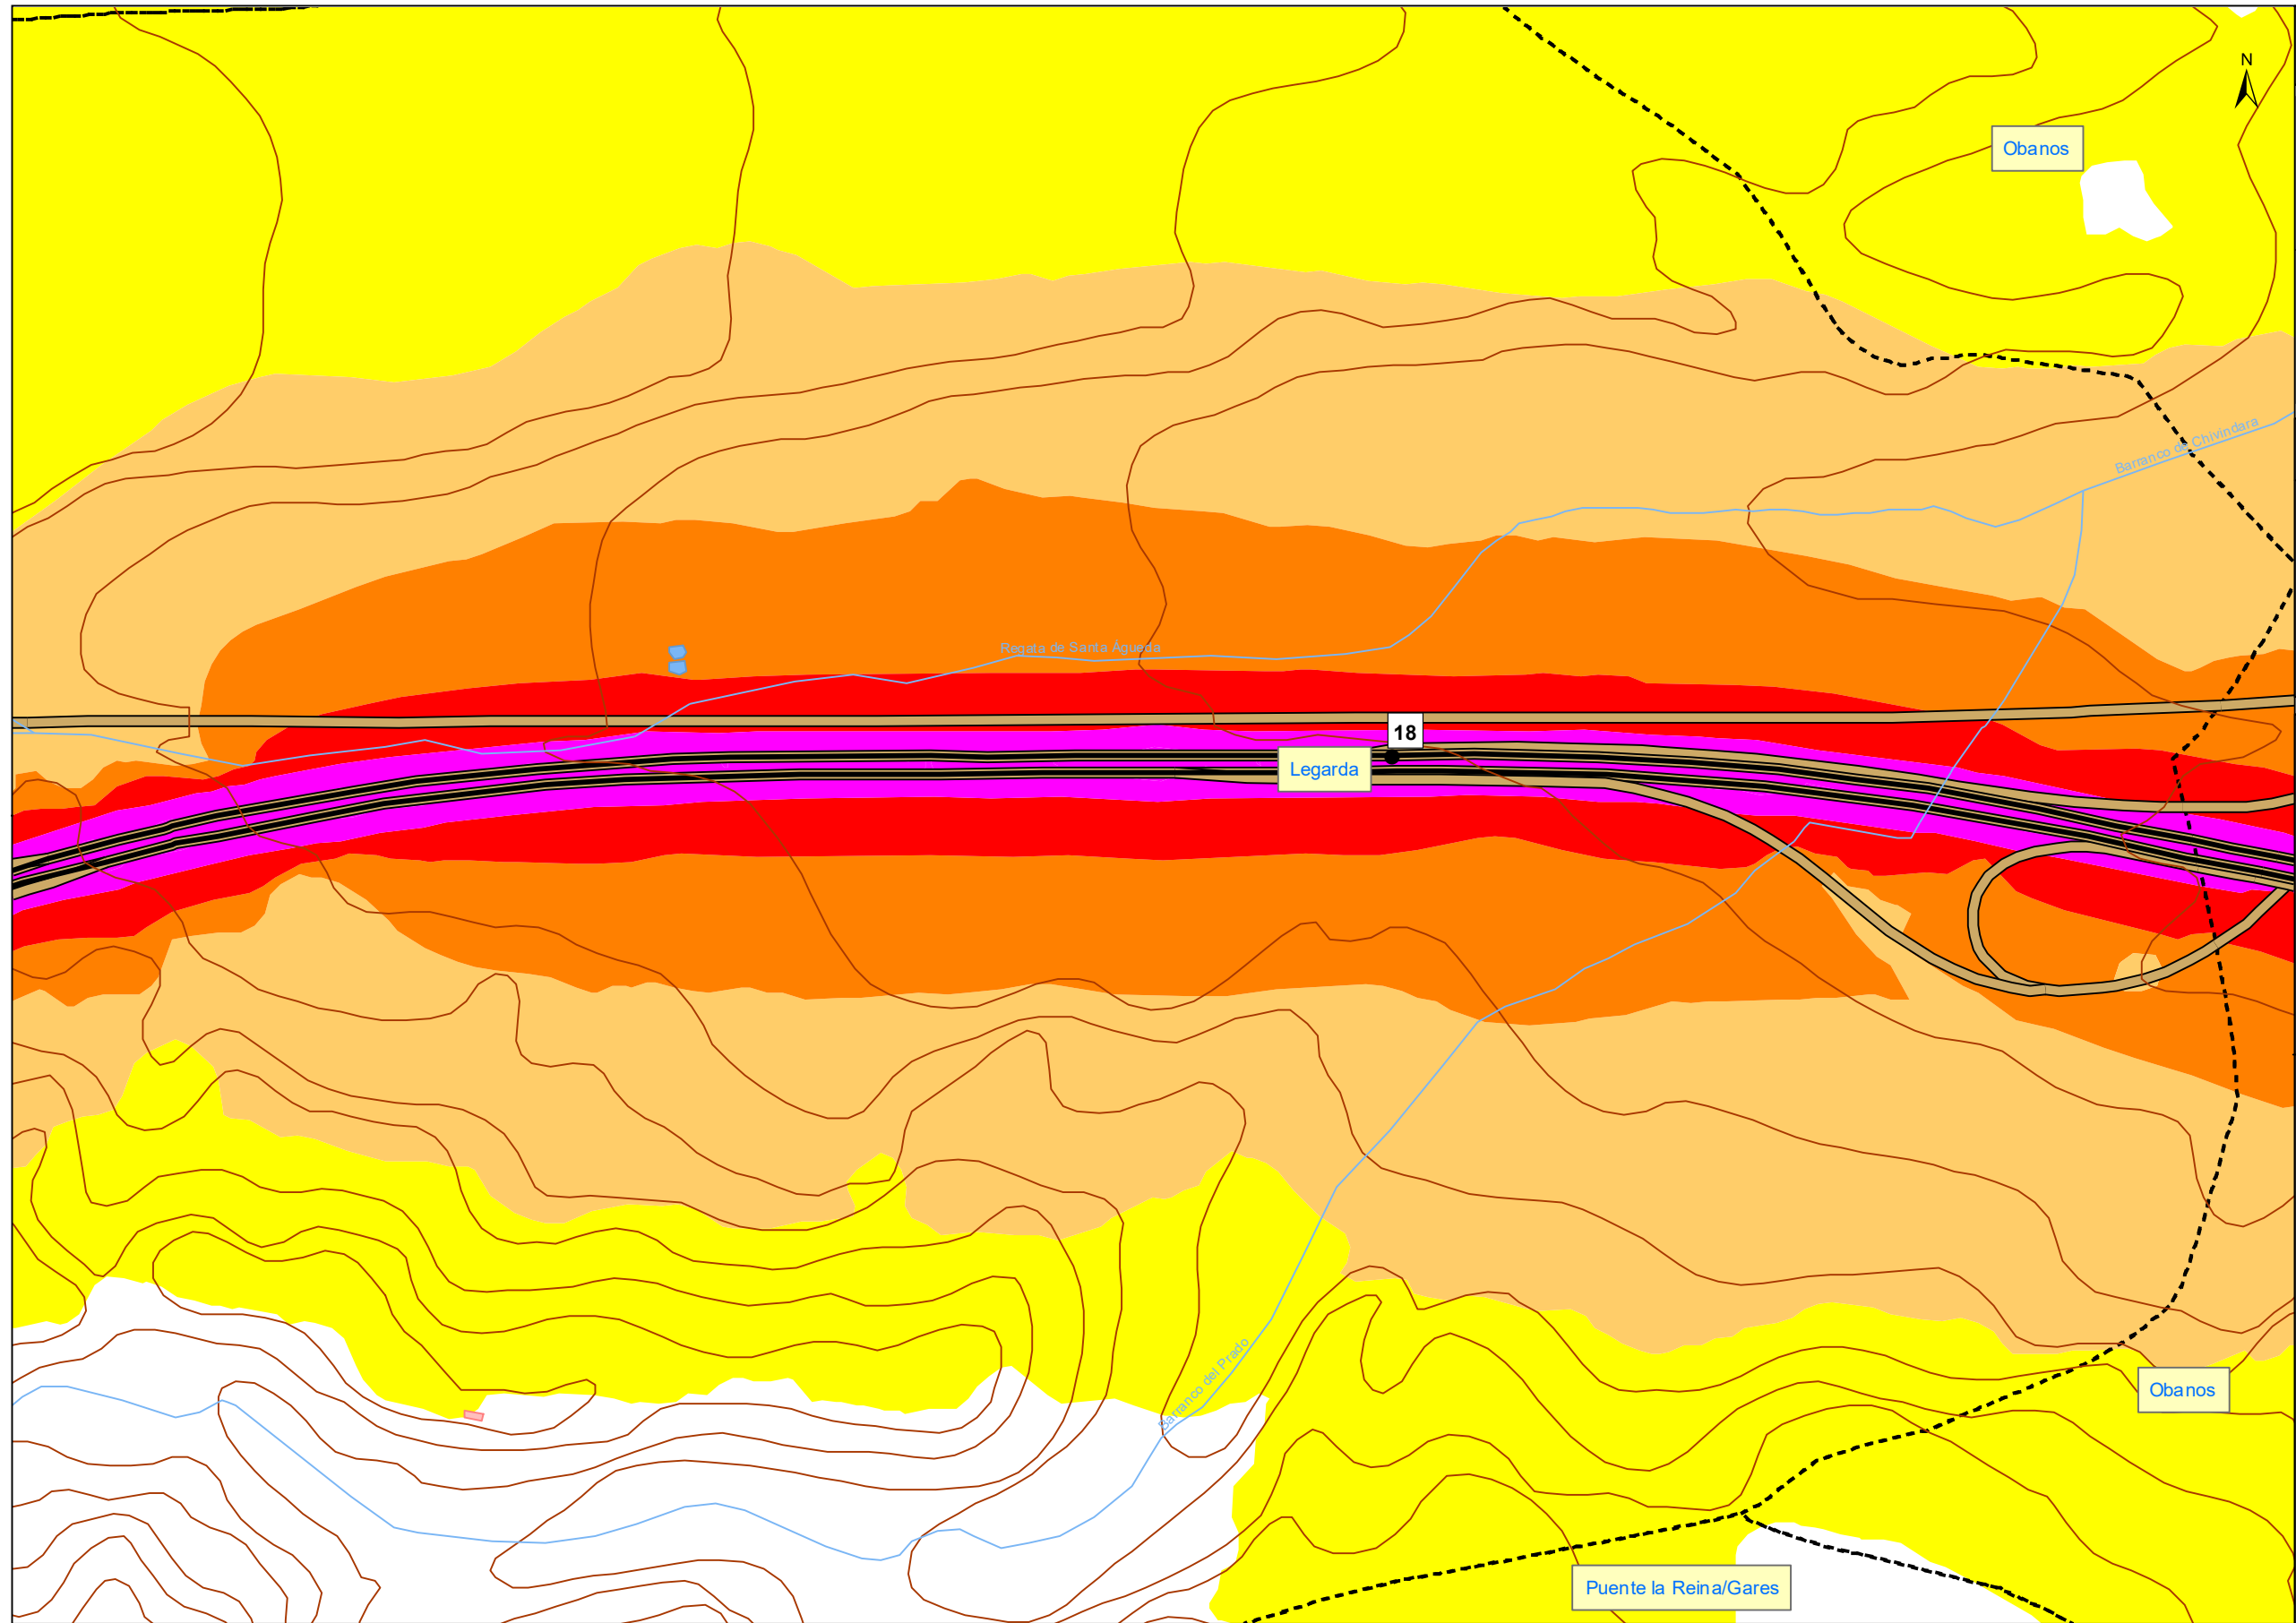 N
Obanos
Barranco de Chivindara
Regata de Santa Águeda
18
Legarda
Barranco del Prado
Obanos
Puente la Reina/Gares